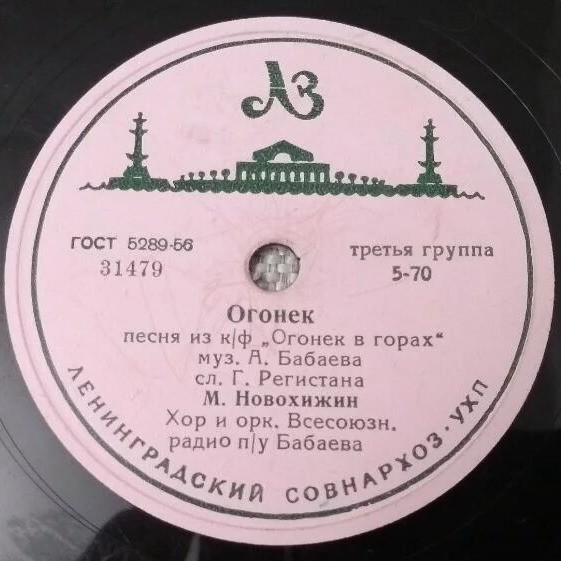 АЗ
ГОСТ 5289-56
31479
третья группа
5-70
Огонек
песня из к/ф „Огонек в горах“
муз. А. Бабаева
сл. Г. Регистана
М. Новохижин
Хор и орк. Всесоюзн.
радио п/у Бабаева
ЛЕНИНГРАДСКИЙ СОВНАРХОЗ·УХП